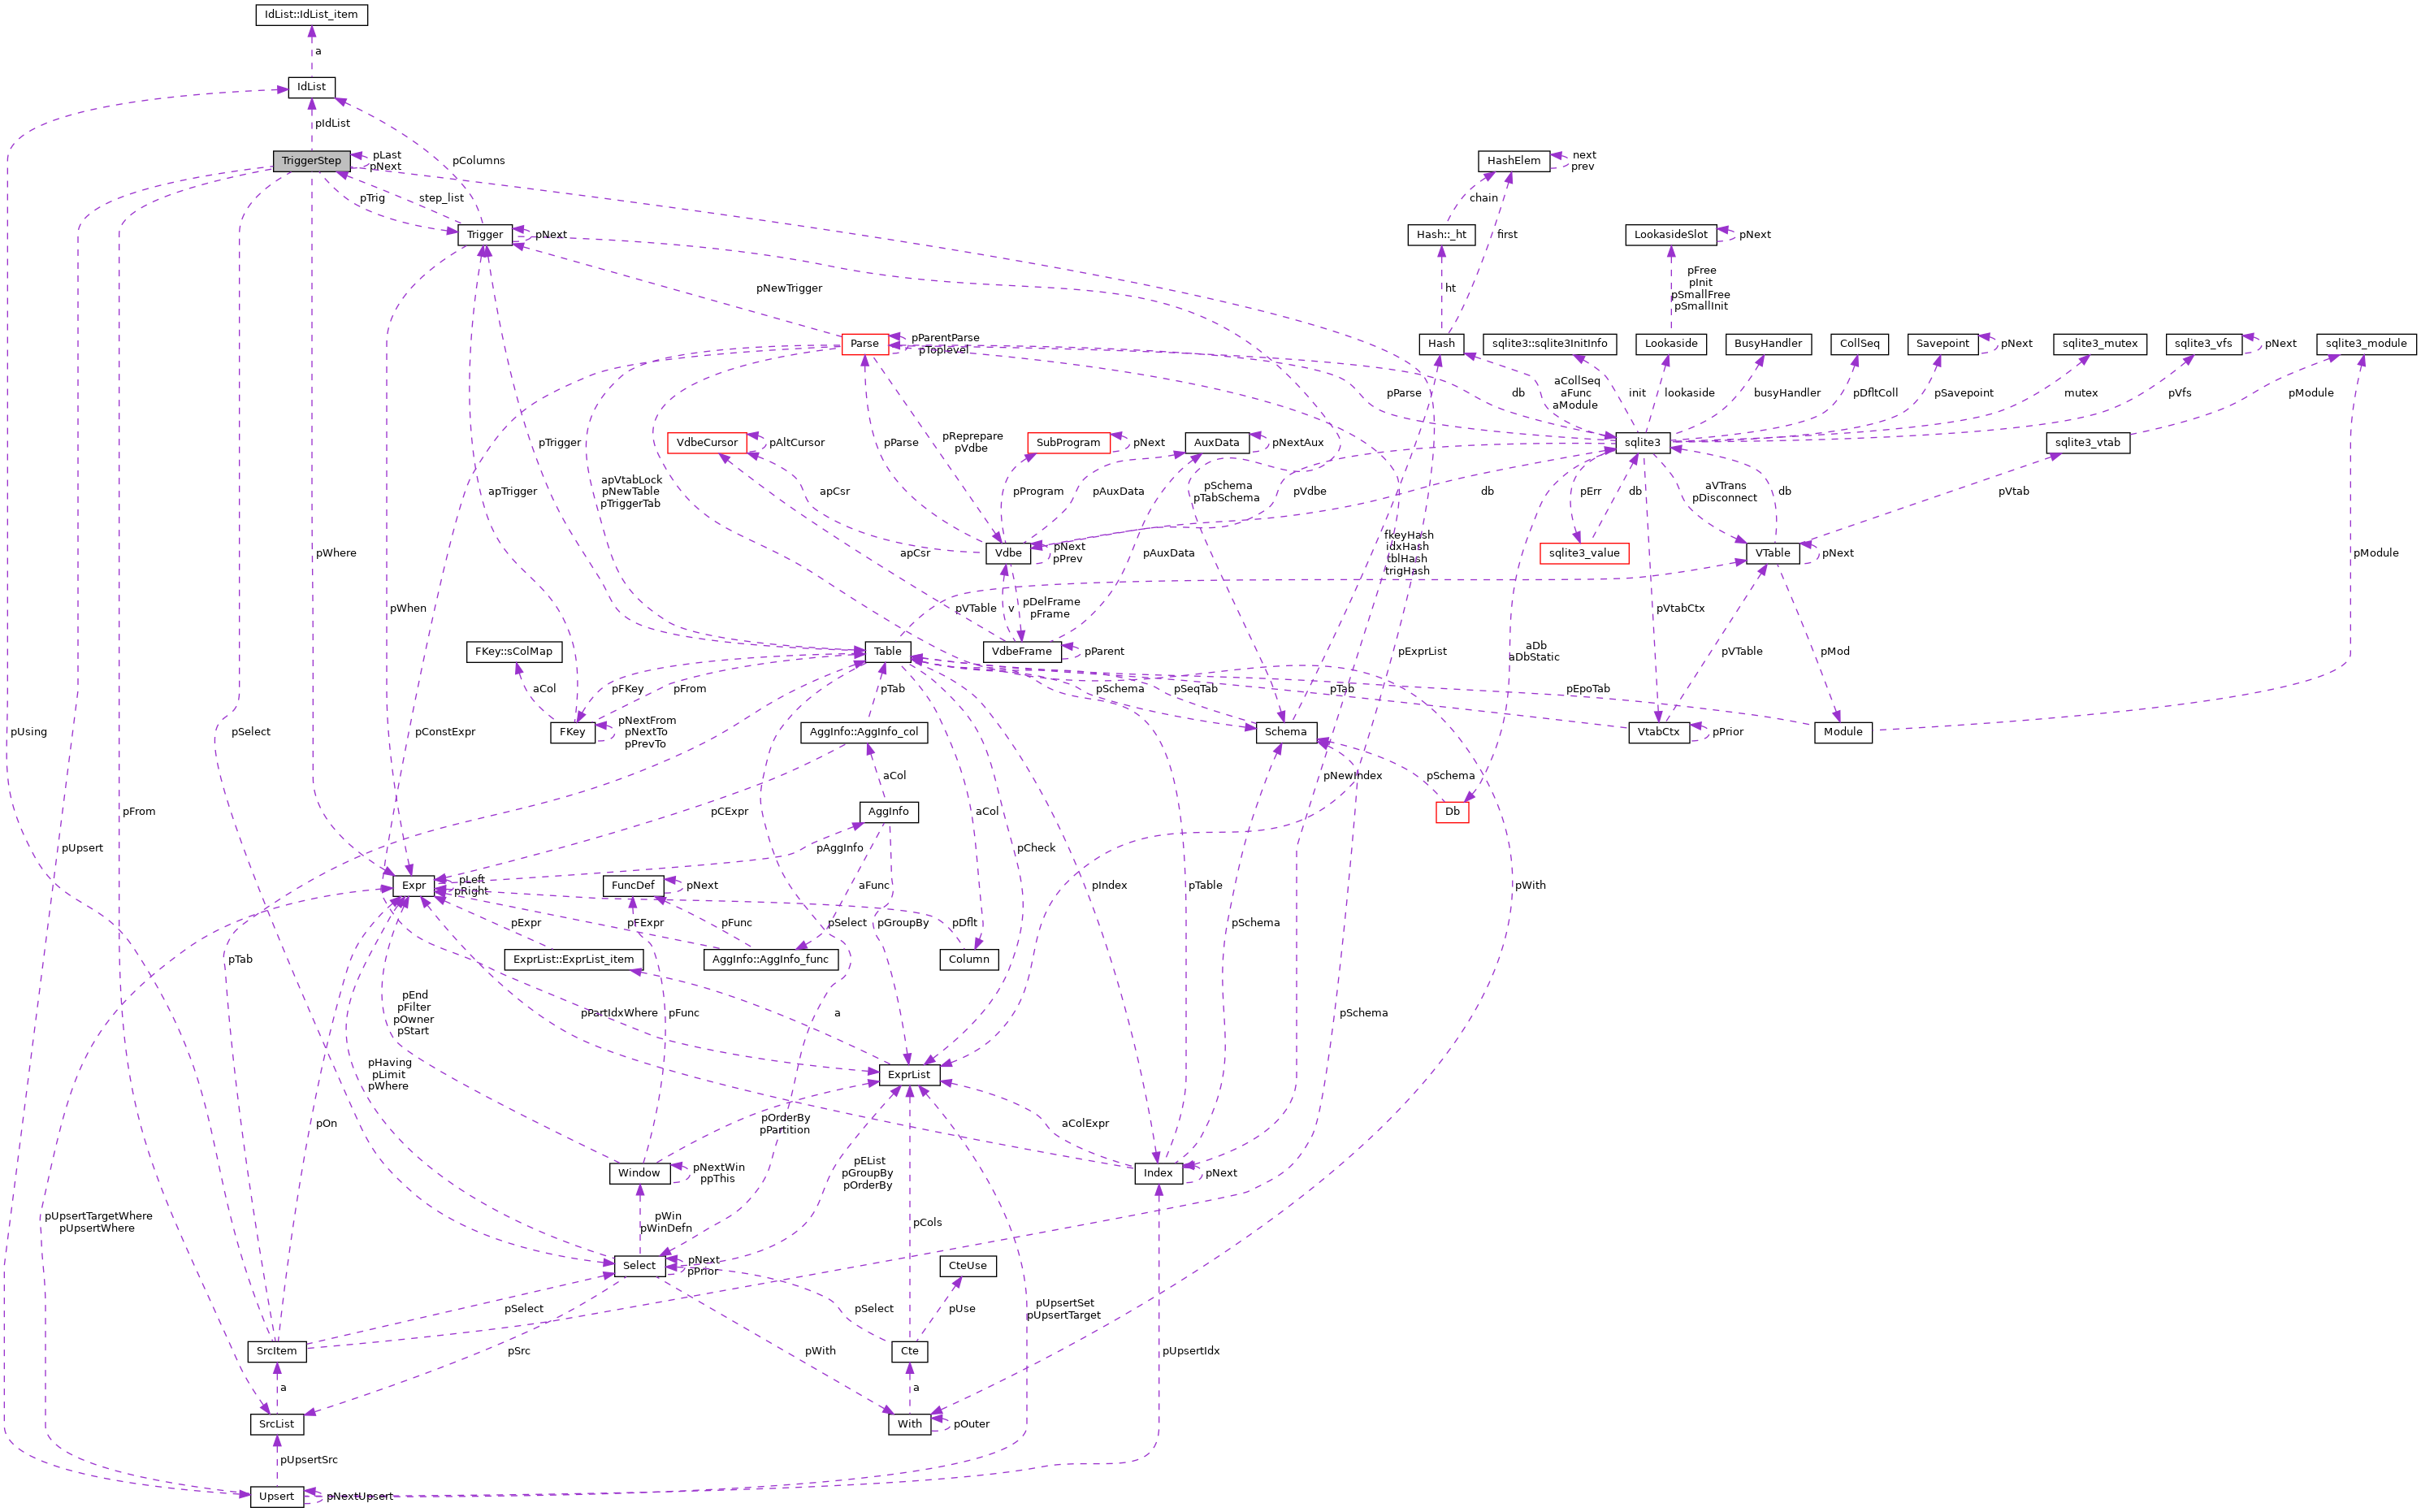 IdList::IdList_item
a
IdList
pIdList
TriggerStep
pLast
pNext
pColumns
HashElem
next
prev
pTrig
step_list
chain
Trigger
pNext
Hash::_ht
first
LookasideSlot
pNext
pFree
pInit
pSmallFree
pSmallInit
pNewTrigger
ht
Parse
pParentParse
pToplevel
Hash
sqlite3::sqlite3InitInfo
Lookaside
BusyHandler
CollSeq
Savepoint
pNext
sqlite3_mutex
sqlite3_vfs
pNext
sqlite3_module
pParse
db
aCollSeq
aFunc
aModule
init
lookaside
busyHandler
pDfltColl
pSavepoint
mutex
pVfs
pModule
pTrigger
VdbeCursor
pAltCursor
pParse
pReprepare
pVdbe
SubProgram
pNext
AuxData
pNextAux
sqlite3
sqlite3_vtab
apTrigger
apVtabLock
pNewTable
pTriggerTab
apCsr
pProgram
pAuxData
pSchema
pTabSchema
pVdbe
db
pErr
db
aVTrans
pDisconnect
db
pVtab
pWhere
apCsr
Vdbe
pNext
pPrev
pAuxData
fkeyHash
idxHash
tblHash
trigHash
sqlite3_value
VTable
pNext
pModule
pWhen
pVTable
v
pDelFrame
pFrame
pVtabCtx
FKey::sColMap
Table
VdbeFrame
pParent
pExprList
aDb
aDbStatic
pVTable
pMod
aCol
pFKey
pFrom
pTab
pSchema
pSeqTab
pTab
pEpoTab
pUsing
pSelect
pConstExpr
FKey
pNextFrom
pNextTo
pPrevTo
AggInfo::AggInfo_col
Schema
VtabCtx
pPrior
Module
aCol
pNewIndex
pSchema
pFrom
pCExpr
AggInfo
aCol
Db
pUpsert
pAggInfo
pCheck
Expr
pLeft
pRight
FuncDef
pNext
aFunc
pIndex
pTable
pWith
pExpr
pFExpr
pFunc
pSelect
pGroupBy
pDflt
pSchema
pTab
ExprList::ExprList_item
AggInfo::AggInfo_func
Column
pEnd
pFilter
pOwner
pStart
pPartIdxWhere
pFunc
a
pSchema
pHaving
pLimit
pWhere
ExprList
pOn
pOrderBy
pPartition
aColExpr
Window
pNextWin
ppThis
pEList
pGroupBy
pOrderBy
Index
pNext
pUpsertTargetWhere
pUpsertWhere
pWin
pWinDefn
pCols
Select
pNext
pPrior
CteUse
pSelect
pSelect
pUse
pUpsertSet
pUpsertTarget
SrcItem
pSrc
pWith
Cte
pUpsertIdx
a
a
SrcList
With
pOuter
pUpsertSrc
Upsert
pNextUpsert